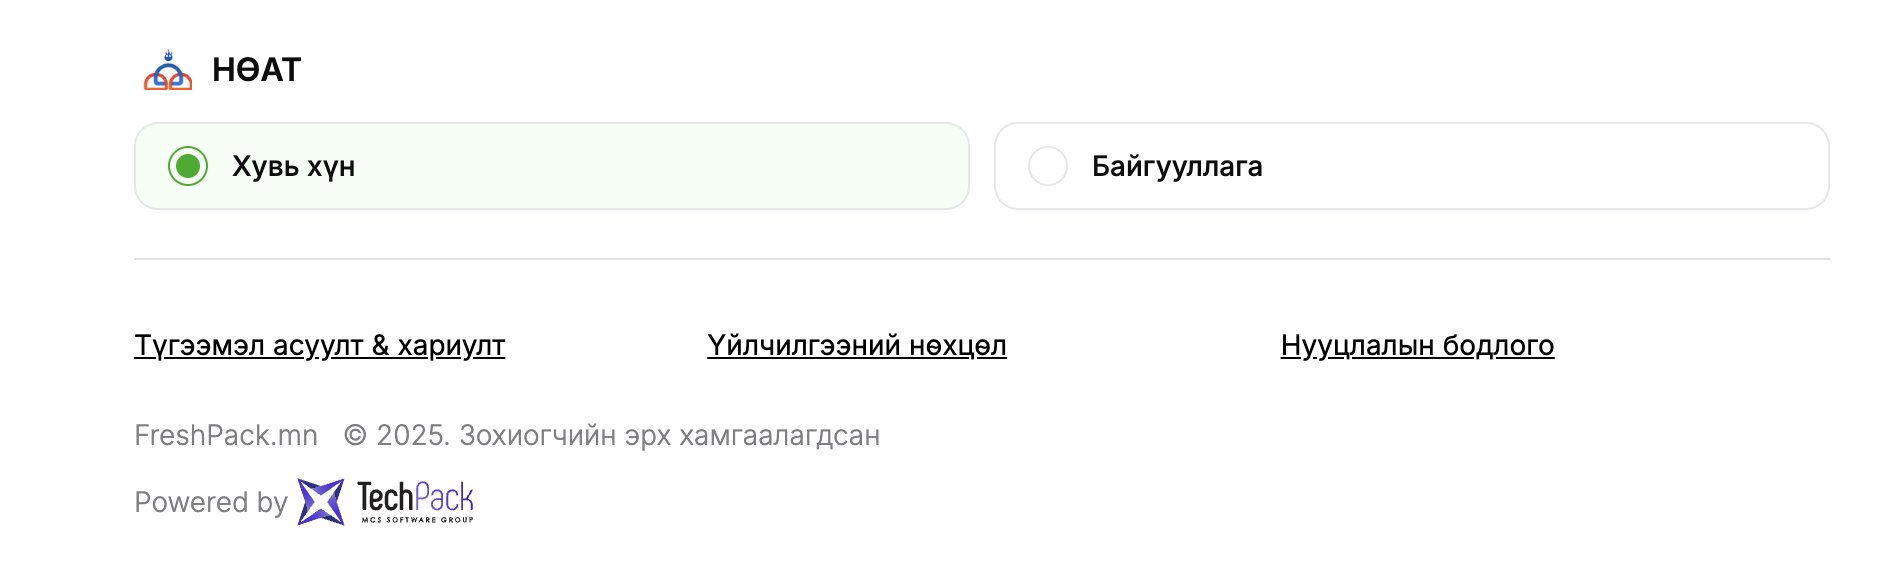 НӨАТ
Хувь хүн
Байгууллага
Түгээмэл асуулт & хариулт
Үйлчилгээний нөхцөл
Нууцлалын бодлого
FreshPack.mn © 2025. Зохиогчийн эрх хамгаалагдсан
Powered by TechPack
MCS SOFTWARE GROUP